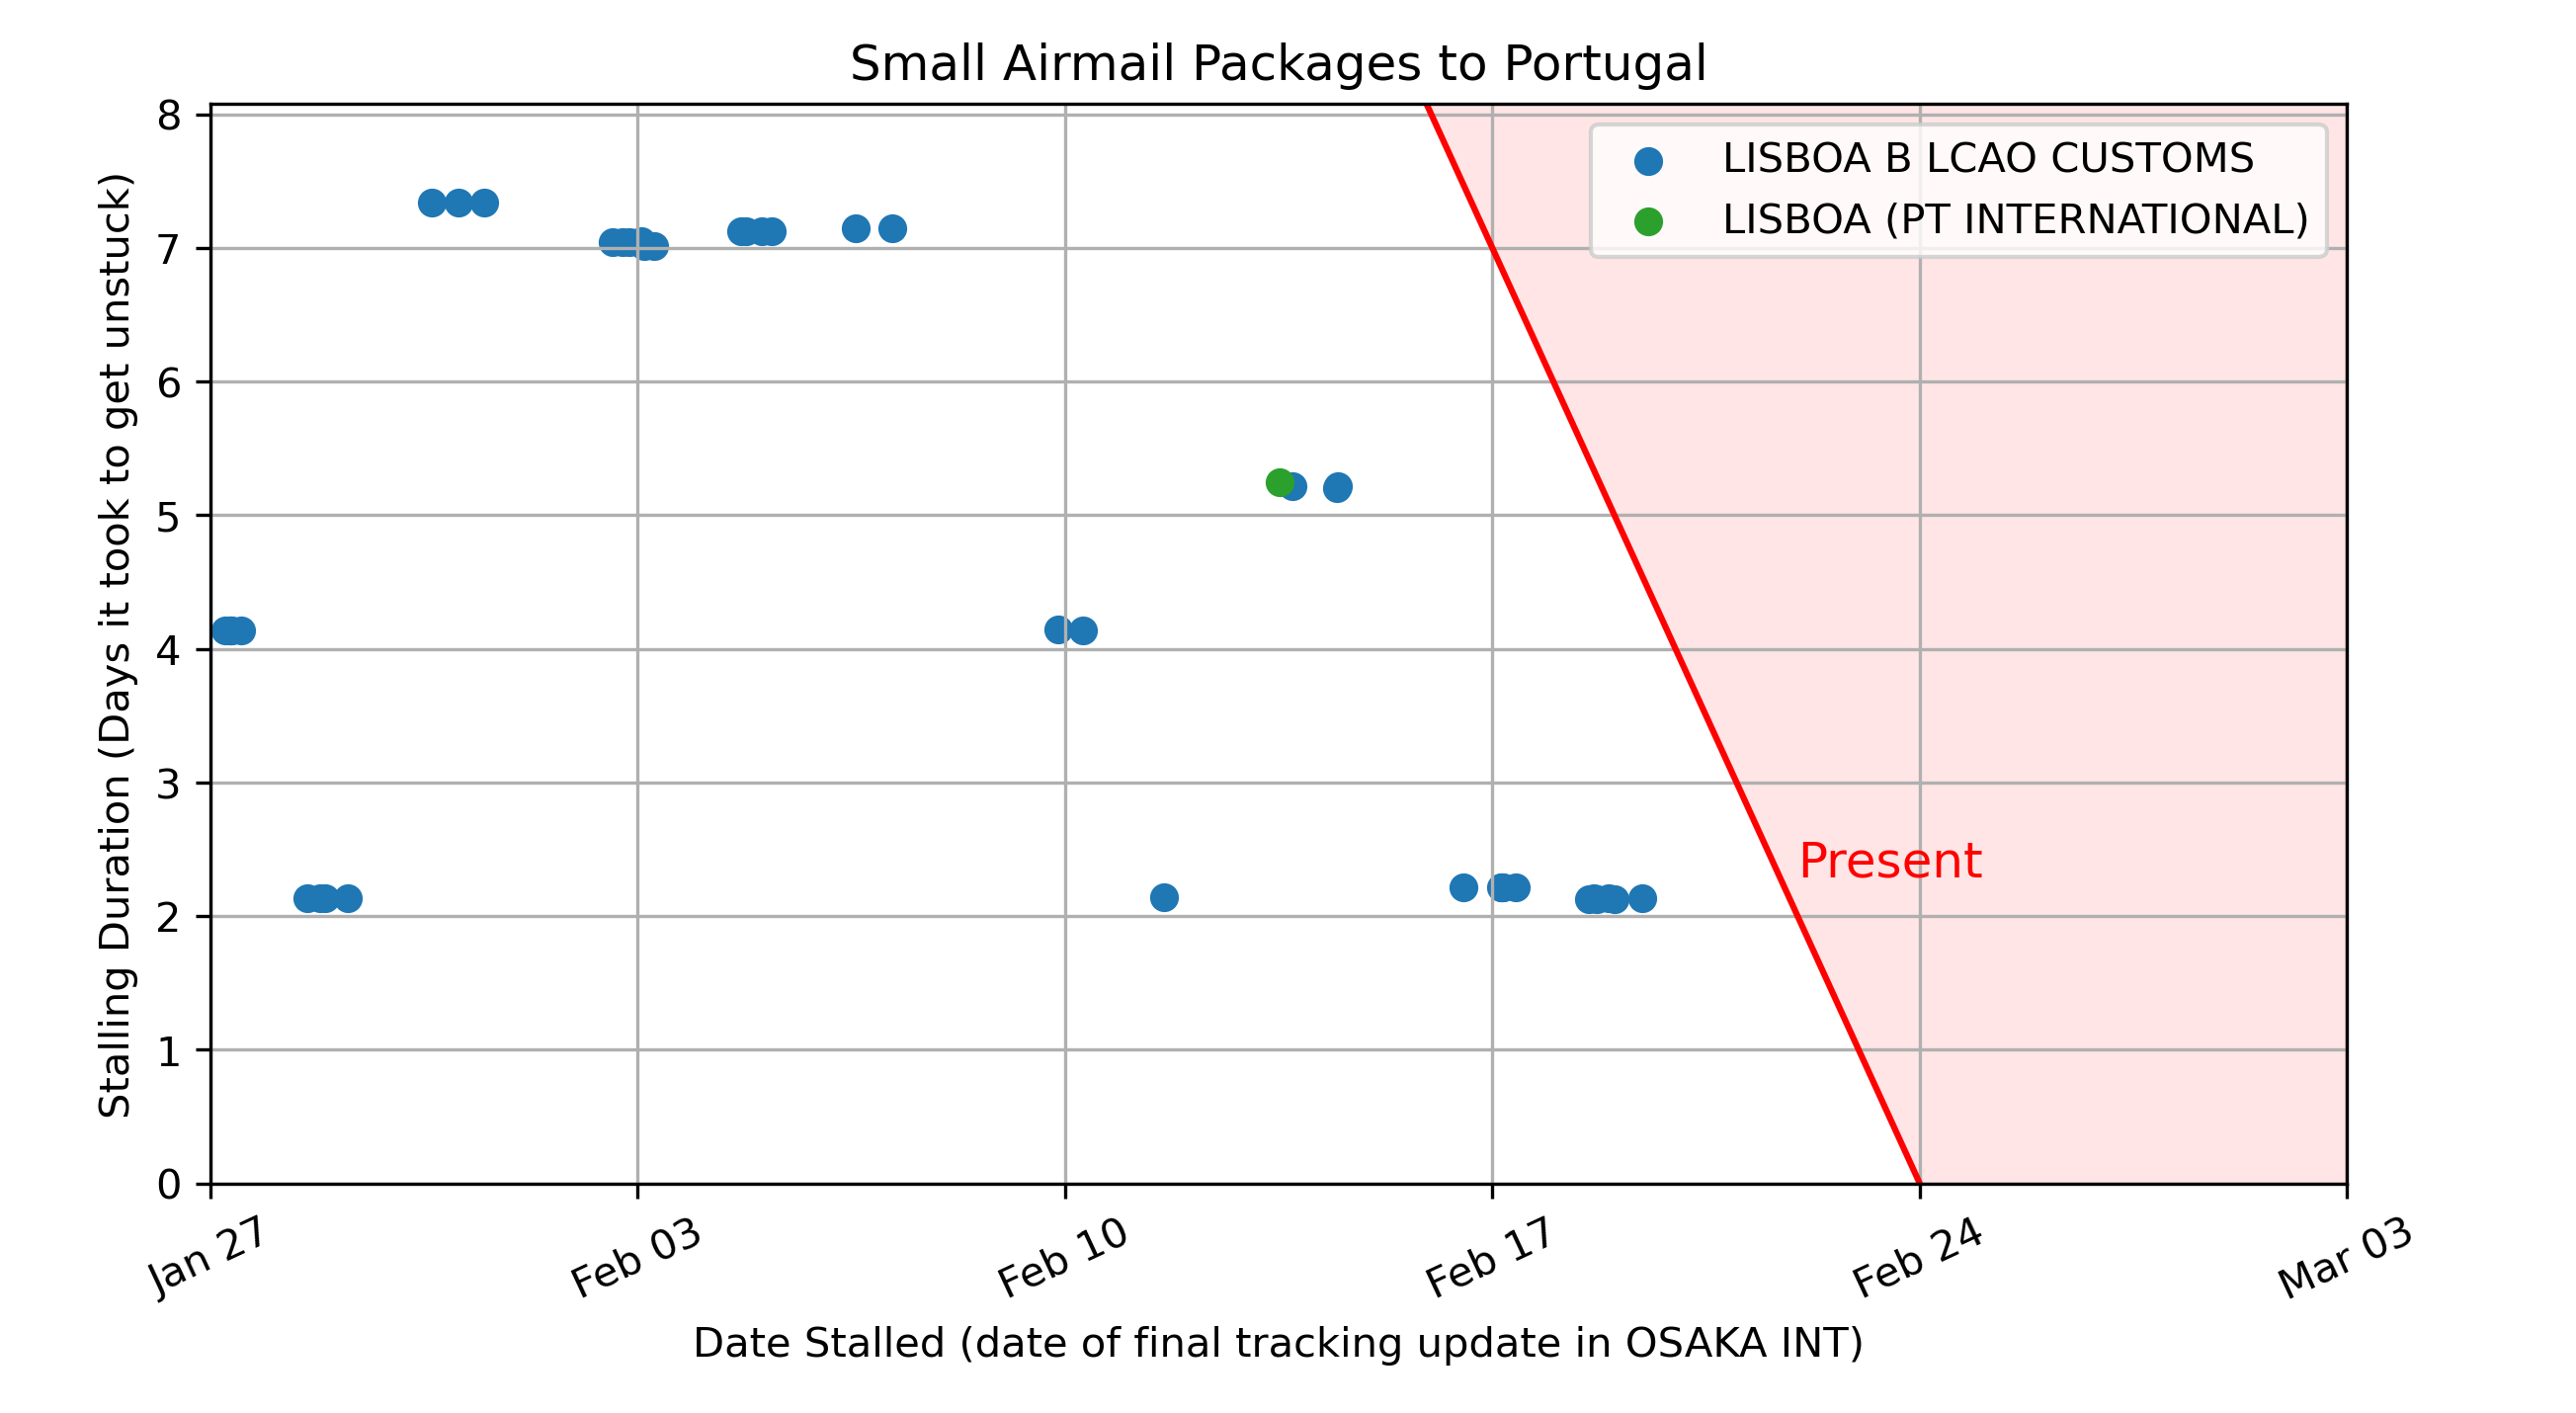 Small Airmail Packages to Portugal
Stalling Duration (Days it took to get unstuck)
8
7
6
5
4
3
2
1
0
LISBOA B LCAO CUSTOMS
LISBOA (PT INTERNATIONAL)
Present
Jan 27
Feb 03
Feb 10
Feb 17
Feb 24
Mar 03
Date Stalled (date of final tracking update in OSAKA INT)